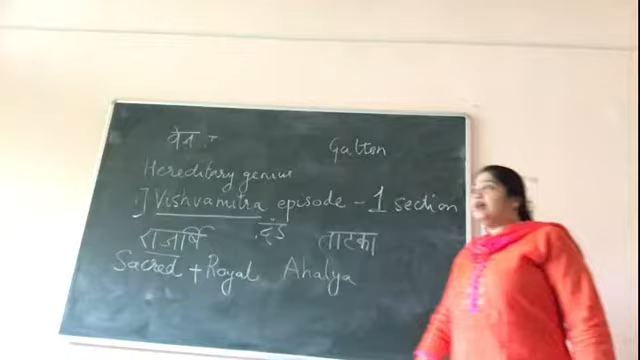 वेन Galton
Hereditary genius
Vishvamitra episode - 1 section
राजर्षि ताटका
Sacred + Royal Ahalya